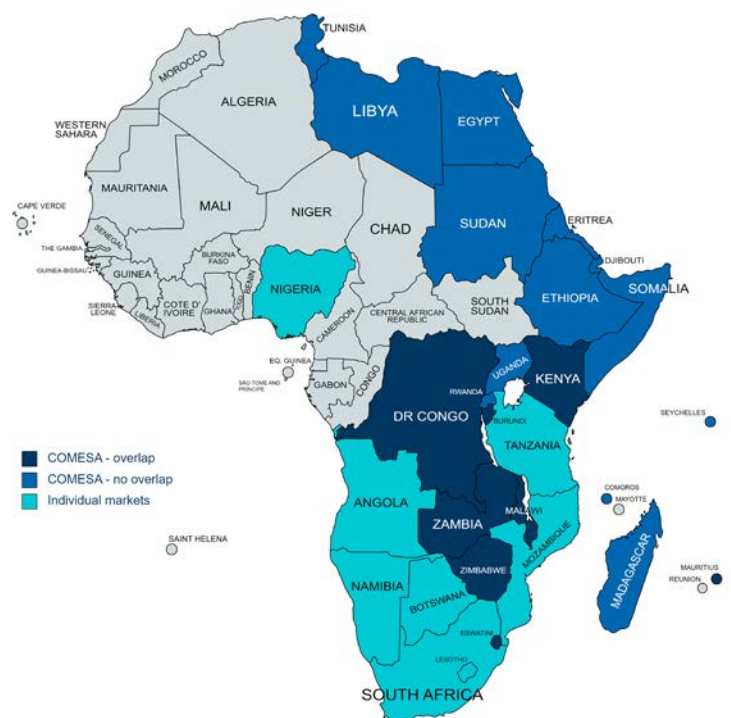 TUNISIA
MOROCCO
ALGERIA
LIBYA
EGYPT
WESTERN
SAHARA
MAURITANIA
MALI
NIGER
CHAD
SUDAN
ERITREA
CAPE VERDE
SENEGAL
THE GAMBIA
GUINEA-BISSAU
GUINEA
BURKINA
FASO
BENIN
TOGO
NIGERIA
DJIBOUTI
SOMALIA
ETHIOPIA
SOUTH
SUDAN
CENTRAL AFRICAN
REPUBLIC
CAMEROON
SIERRA
LEONE
LIBERIA
COTE D'
IVOIRE
GHANA
EQ. GUINEA
SÃO TOMÉ AND
PRINCIPE
GABON
CONGO
UGANDA
KENYA
RWANDA
DR CONGO
BURUNDI
TANZANIA
SEYCHELLES
COMESA - overlap
COMESA - no overlap
Individual markets
ANGOLA
ZAMBIA
MALAWI
MOZAMBIQUE
COMOROS
MAYOTTE
SAINT HELENA
ZIMBABWE
MADAGASCAR
MAURITIUS
REUNION
NAMIBIA
BOTSWANA
ESWATINI
LESOTHO
SOUTH AFRICA